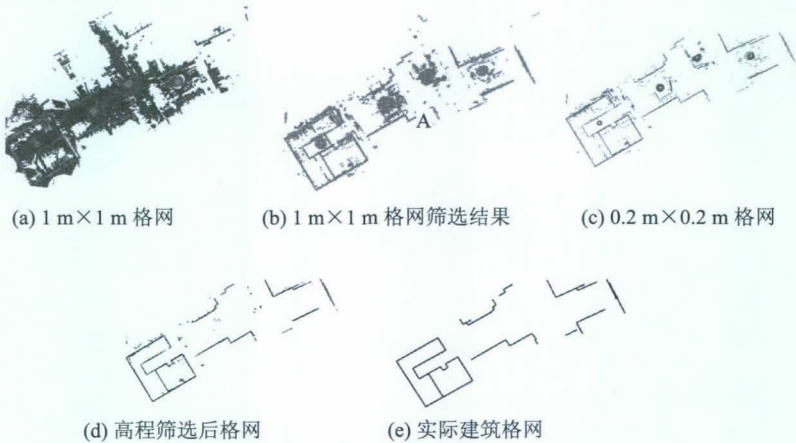 A
(a) 1 m×1 m 格网
(b) 1 m×1 m 格网筛选结果
(c) 0.2 m×0.2 m 格网
(d) 高程筛选后格网
(e) 实际建筑格网